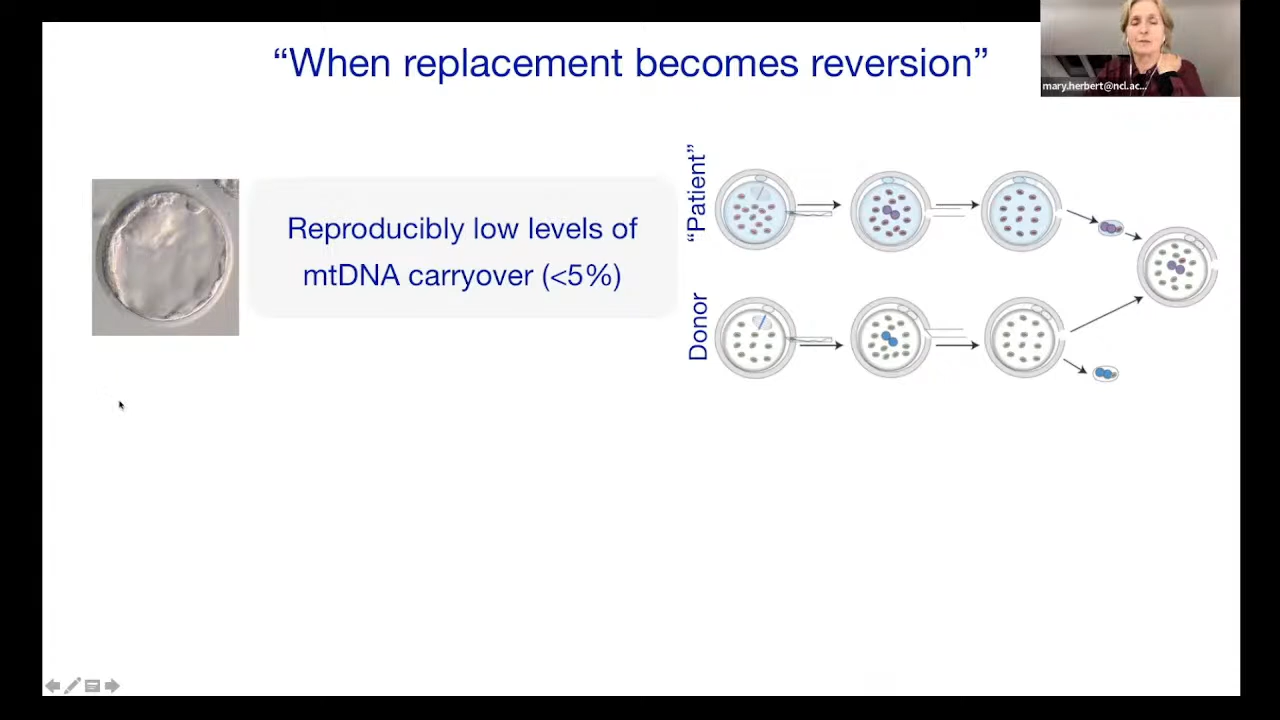 “When replacement becomes reversion”
mary.herbert@ncl.ac...
Reproducibly low levels of
mtDNA carryover (<5%)
“Patient”
Donor